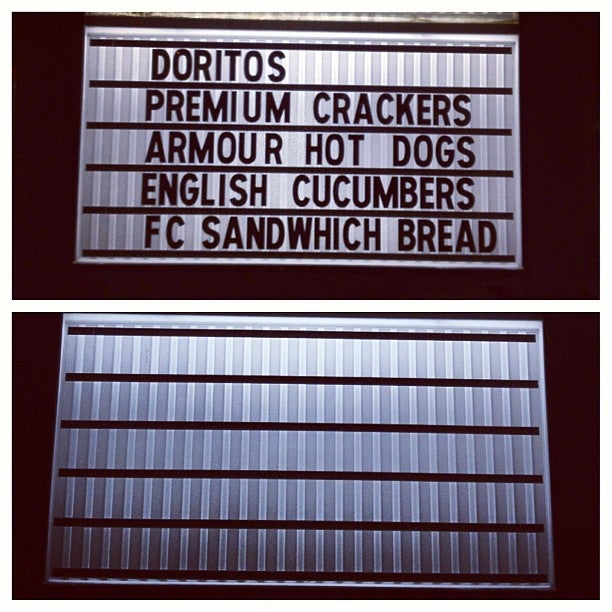 DORITOS
PREMIUM CRACKERS
ARMOUR HOT DOGS
ENGLISH CUCUMBERS
FC SANDWHICH BREAD